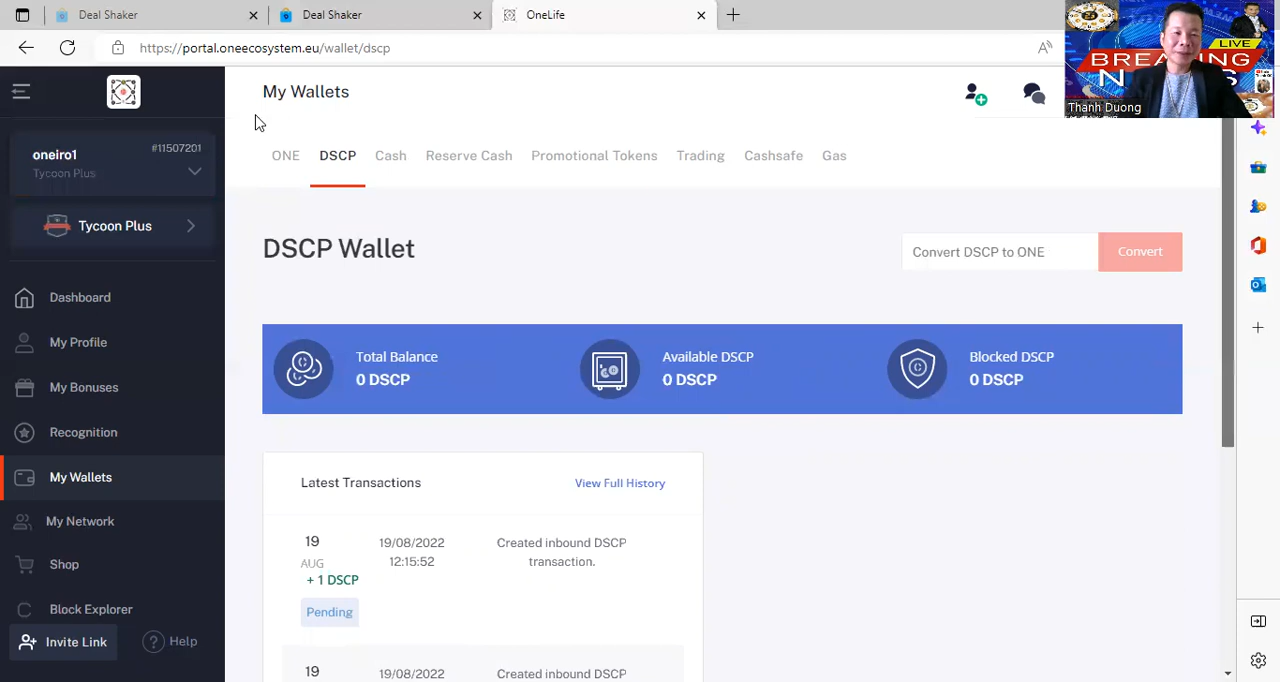 Deal Shaker
Deal Shaker
OneLife
https://portal.oneecosystem.eu/wallet/dscp
LIVE
BREAKING
Thanh Duong
My Wallets
oneiro1
#11507201
Tycoon Plus
Tycoon Plus
ONE DSCP Cash Reserve Cash Promotional Tokens Trading Cashsafe Gas
DSCP Wallet
Convert DSCP to ONE
Convert
Dashboard
My Profile
My Bonuses
Recognition
My Wallets
My Network
Shop
Block Explorer
Invite Link
Help
Total Balance
0 DSCP
Available DSCP
0 DSCP
Blocked DSCP
0 DSCP
Latest Transactions
View Full History
19
AUG
+ 1 DSCP
Pending
19/08/2022
12:15:52
Created inbound DSCP
transaction.
19
19/08/2022
Created inbound DSCP